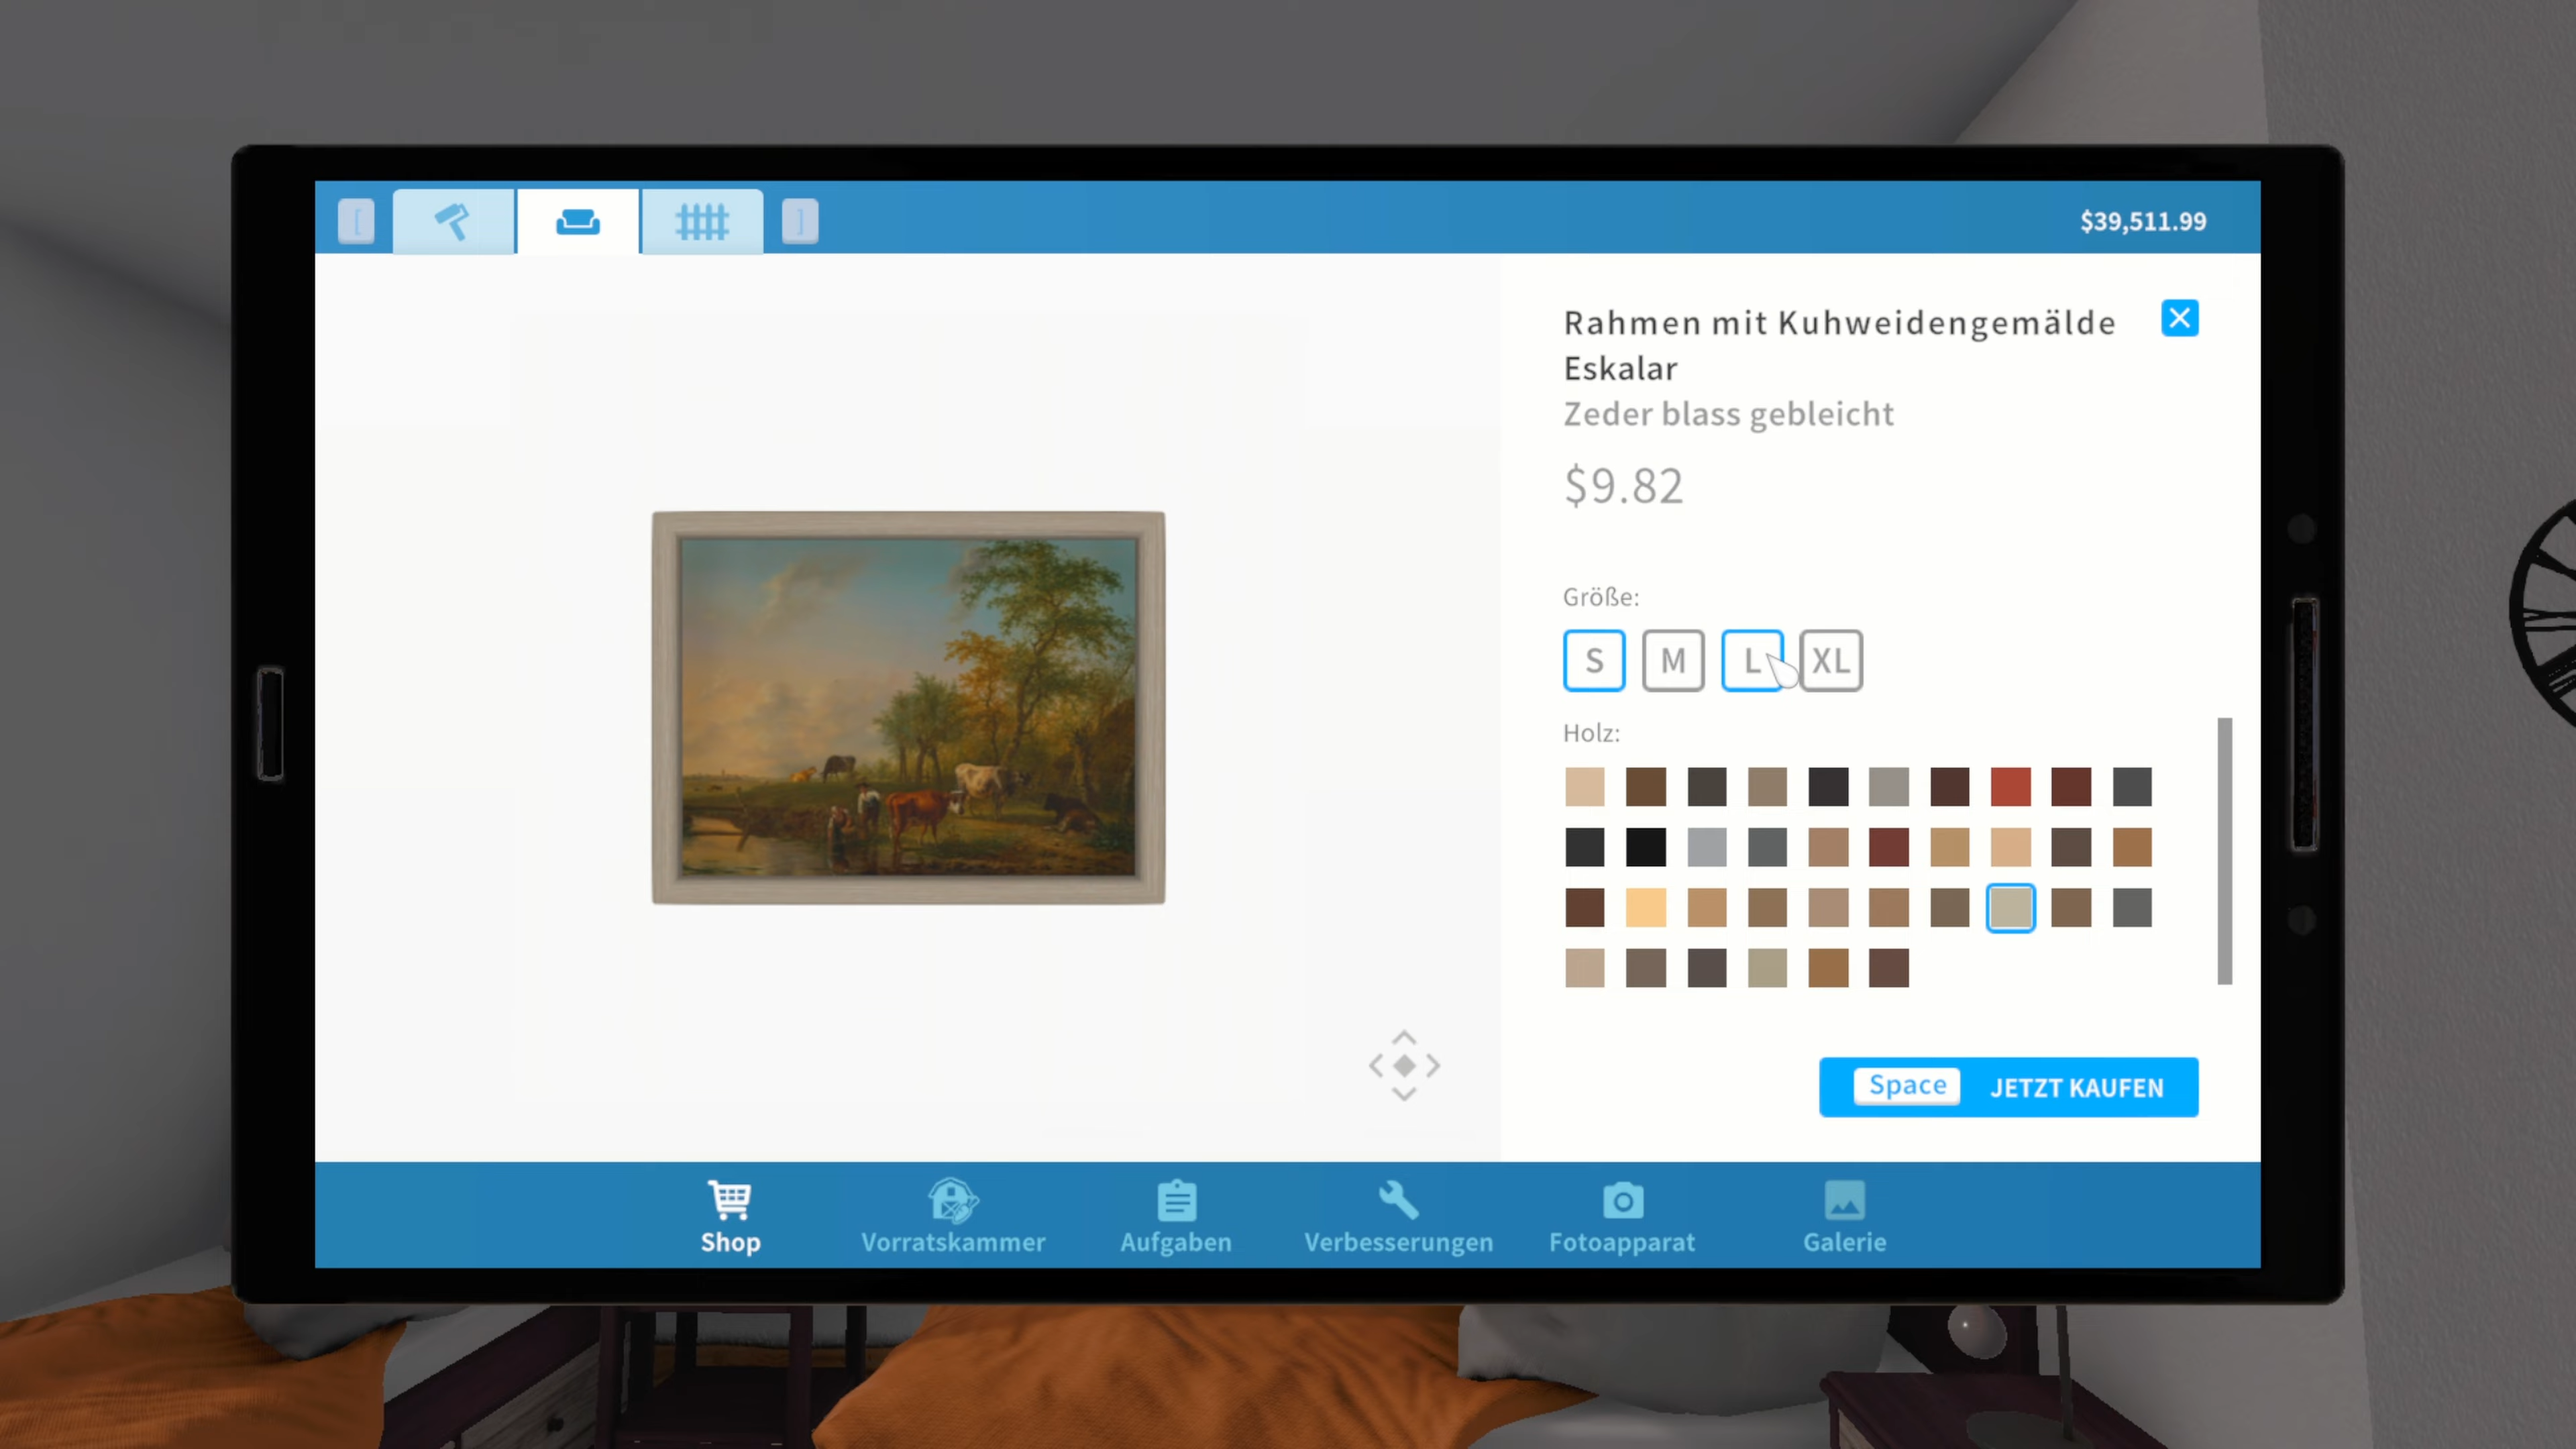 [
]
$39,511.99
Rahmen mit Kuhweidengemälde
Eskalar
Zeder blass gebleicht
$9.82
Größe:
S M L XL
Holz:
Space JETZT KAUFEN
Shop Vorratskammer Aufgaben Verbesserungen Fotoapparat Galerie